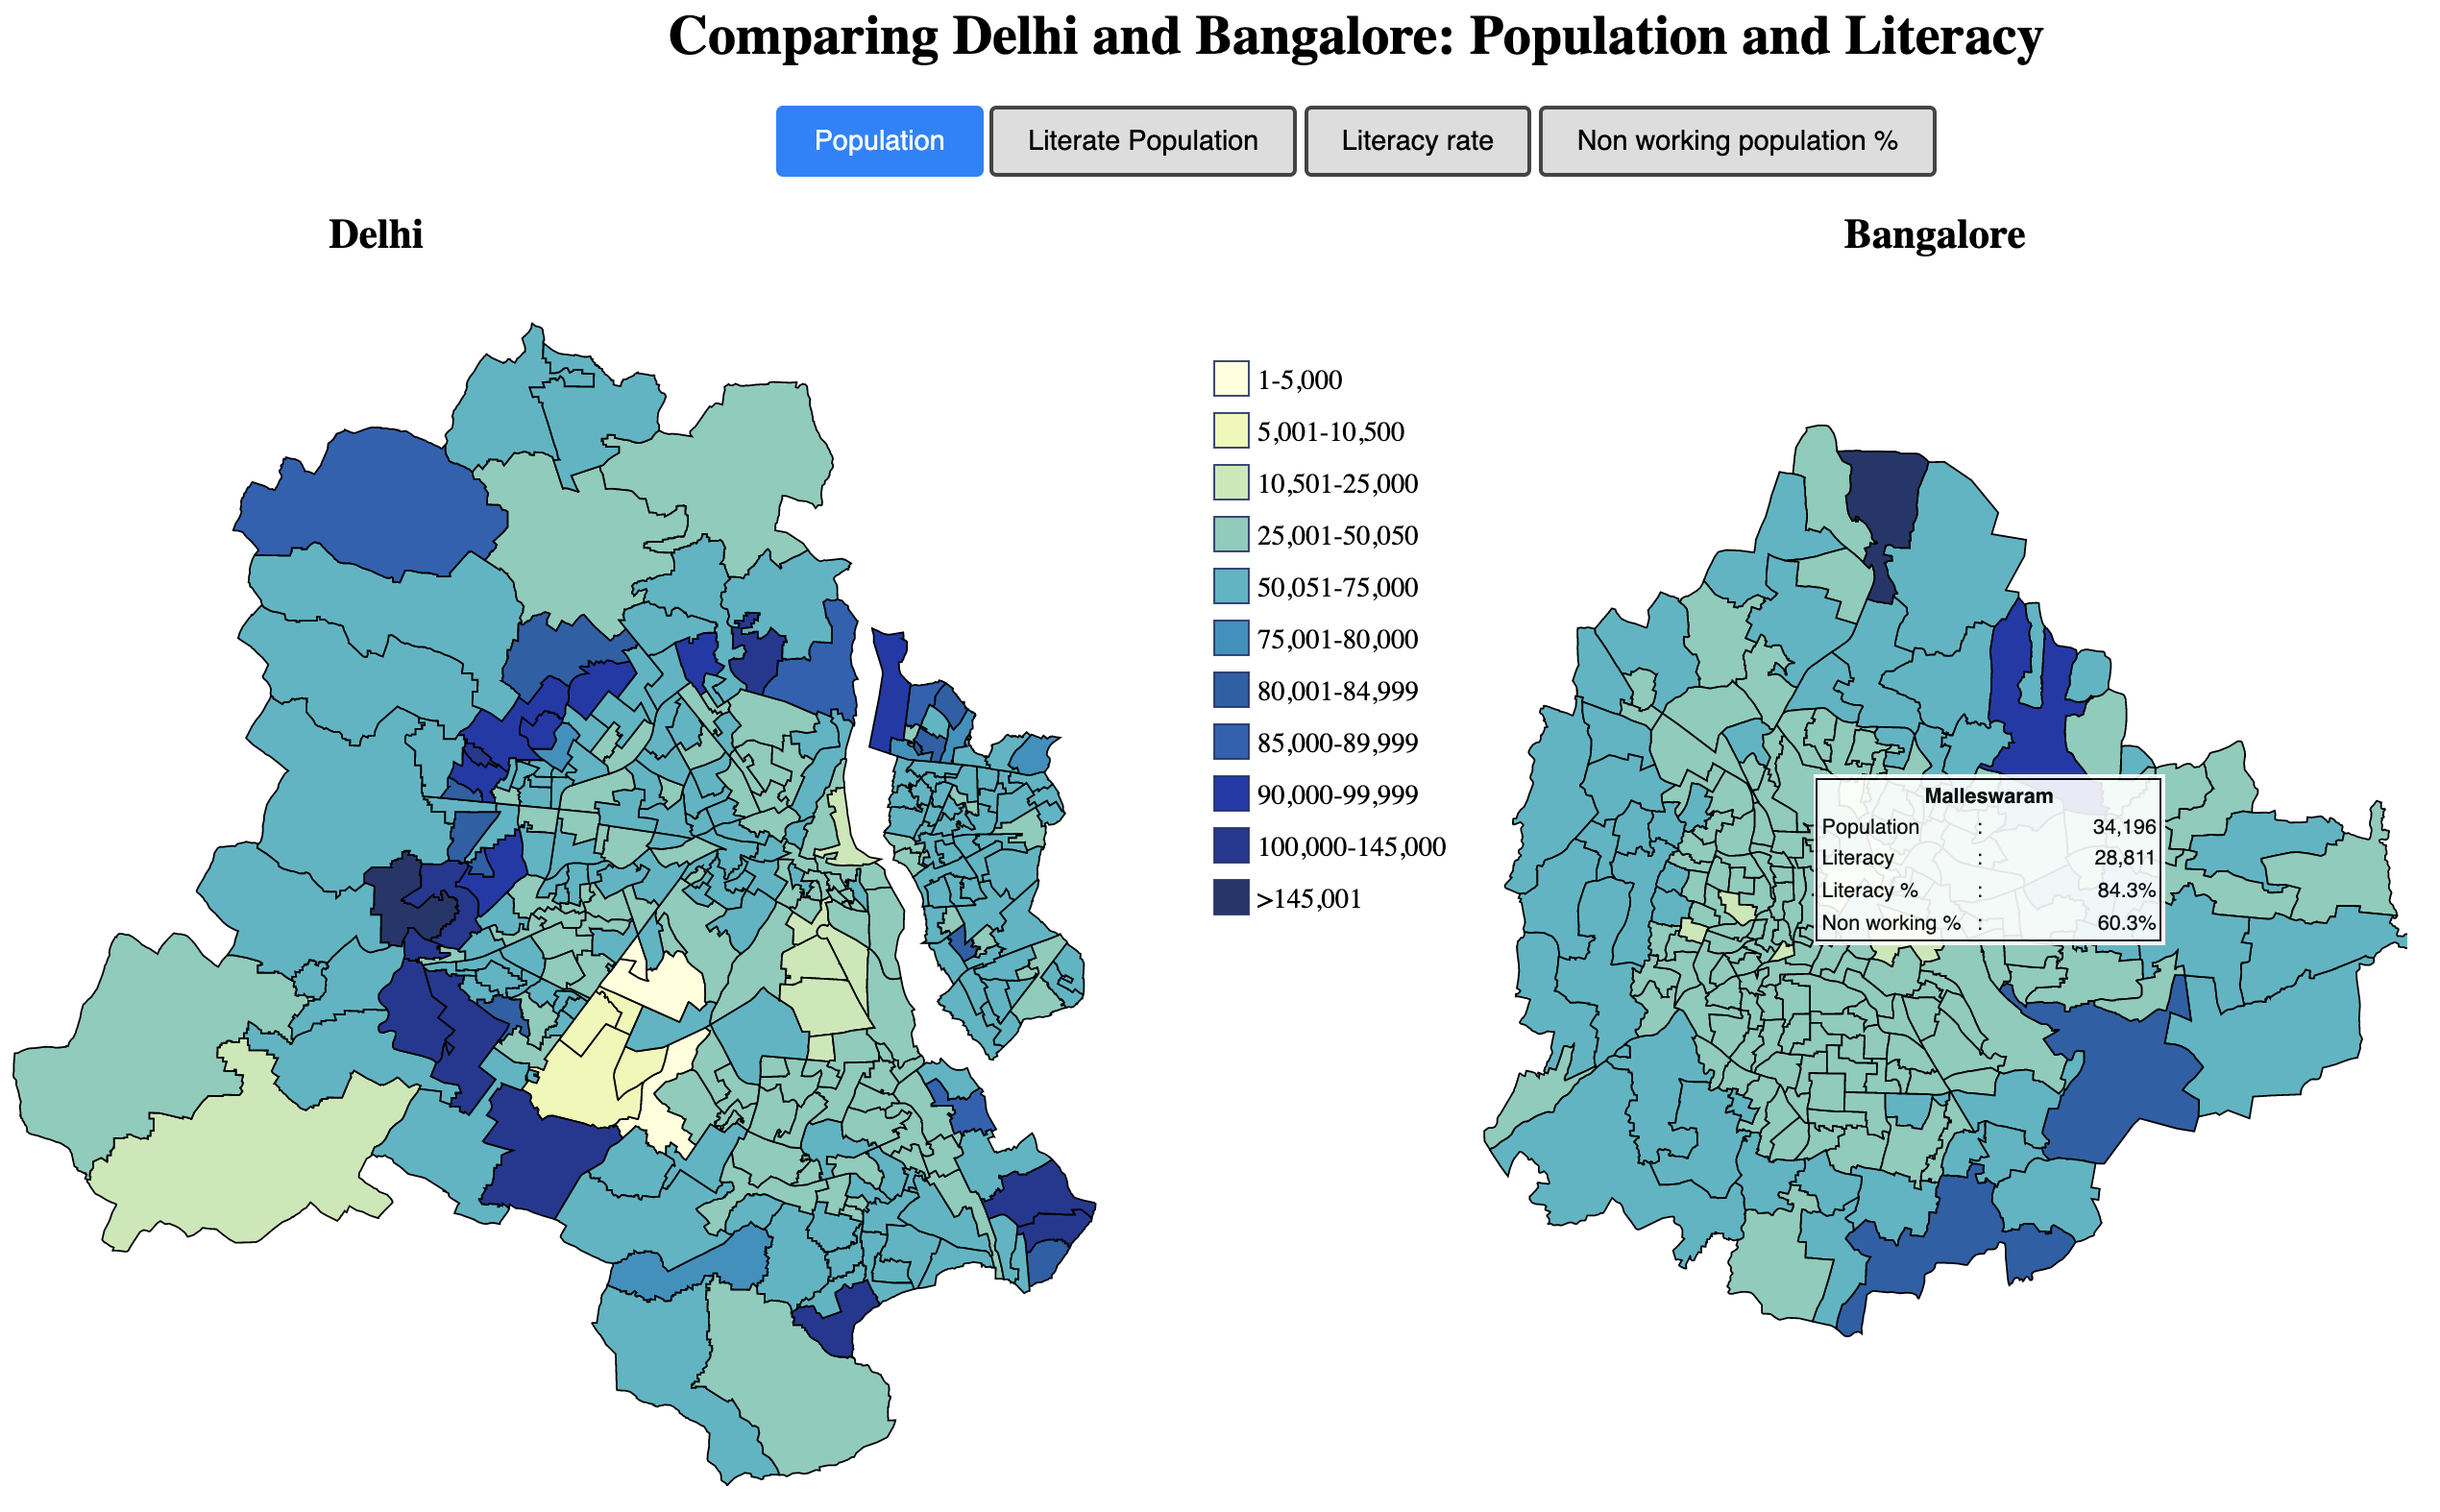 Comparing Delhi and Bangalore: Population and Literacy
Population
Literate Population
Literacy rate
Non working population %
Delhi
Bangalore
1-5,000
5,001-10,500
10,501-25,000
25,001-50,050
50,051-75,000
75,001-80,000
80,001-84,999
85,000-89,999
90,000-99,999
100,000-145,000
>145,001
Malleswaram
Population : 34,196
Literacy : 28,811
Literacy % : 84.3%
Non working % : 60.3%